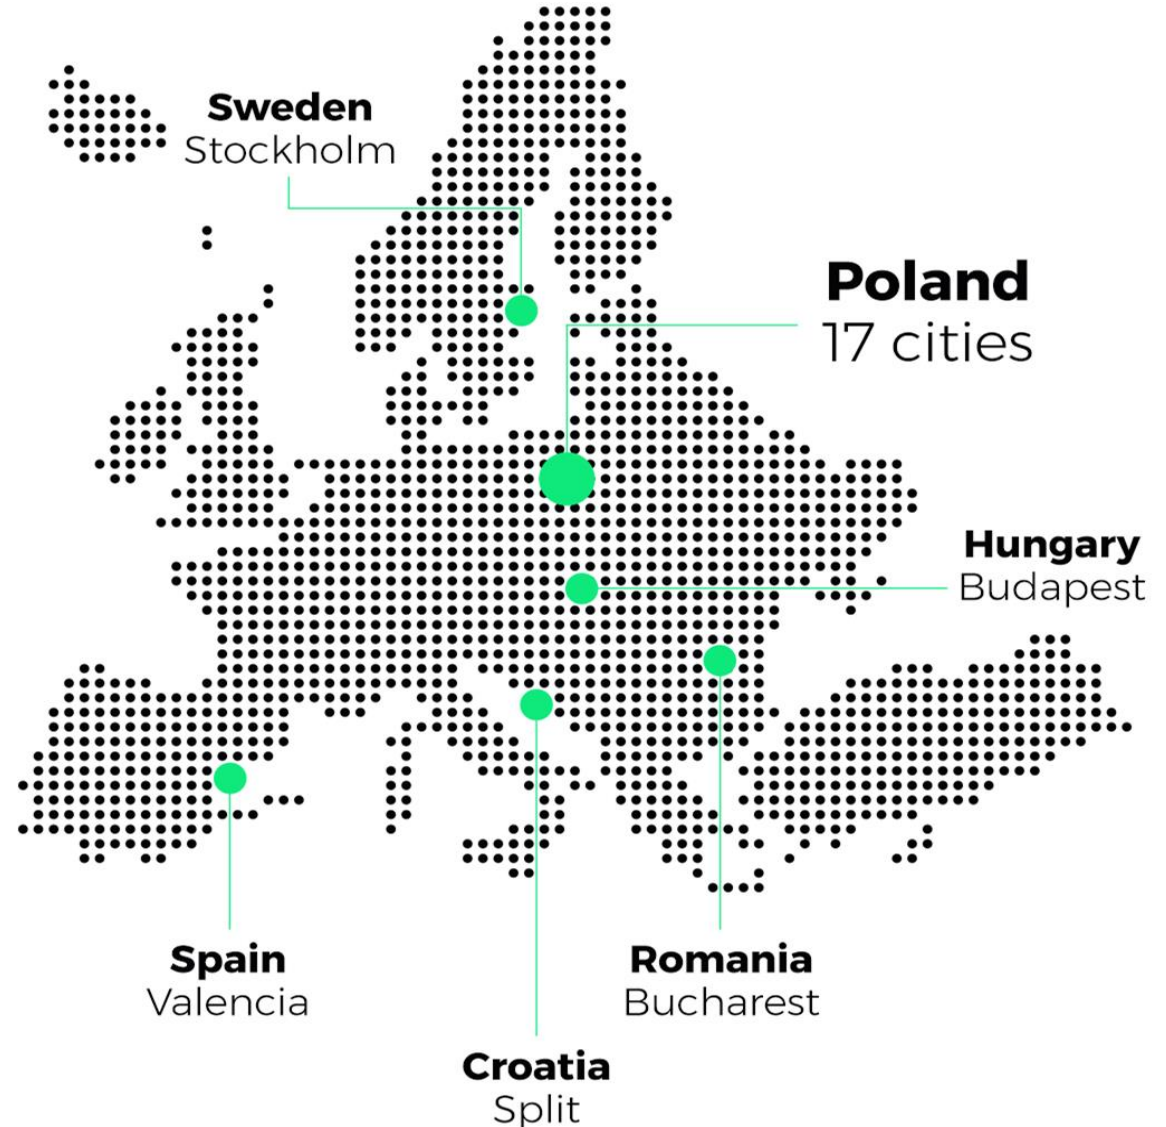 Sweden
Stockholm
Poland
17 cities
Hungary
Budapest
Spain
Valencia
Romania
Bucharest
Croatia
Split